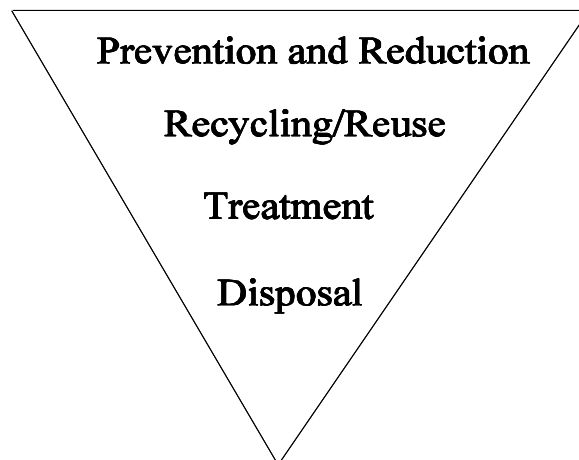 Prevention and Reduction
Recycling/Reuse
Treatment
Disposal